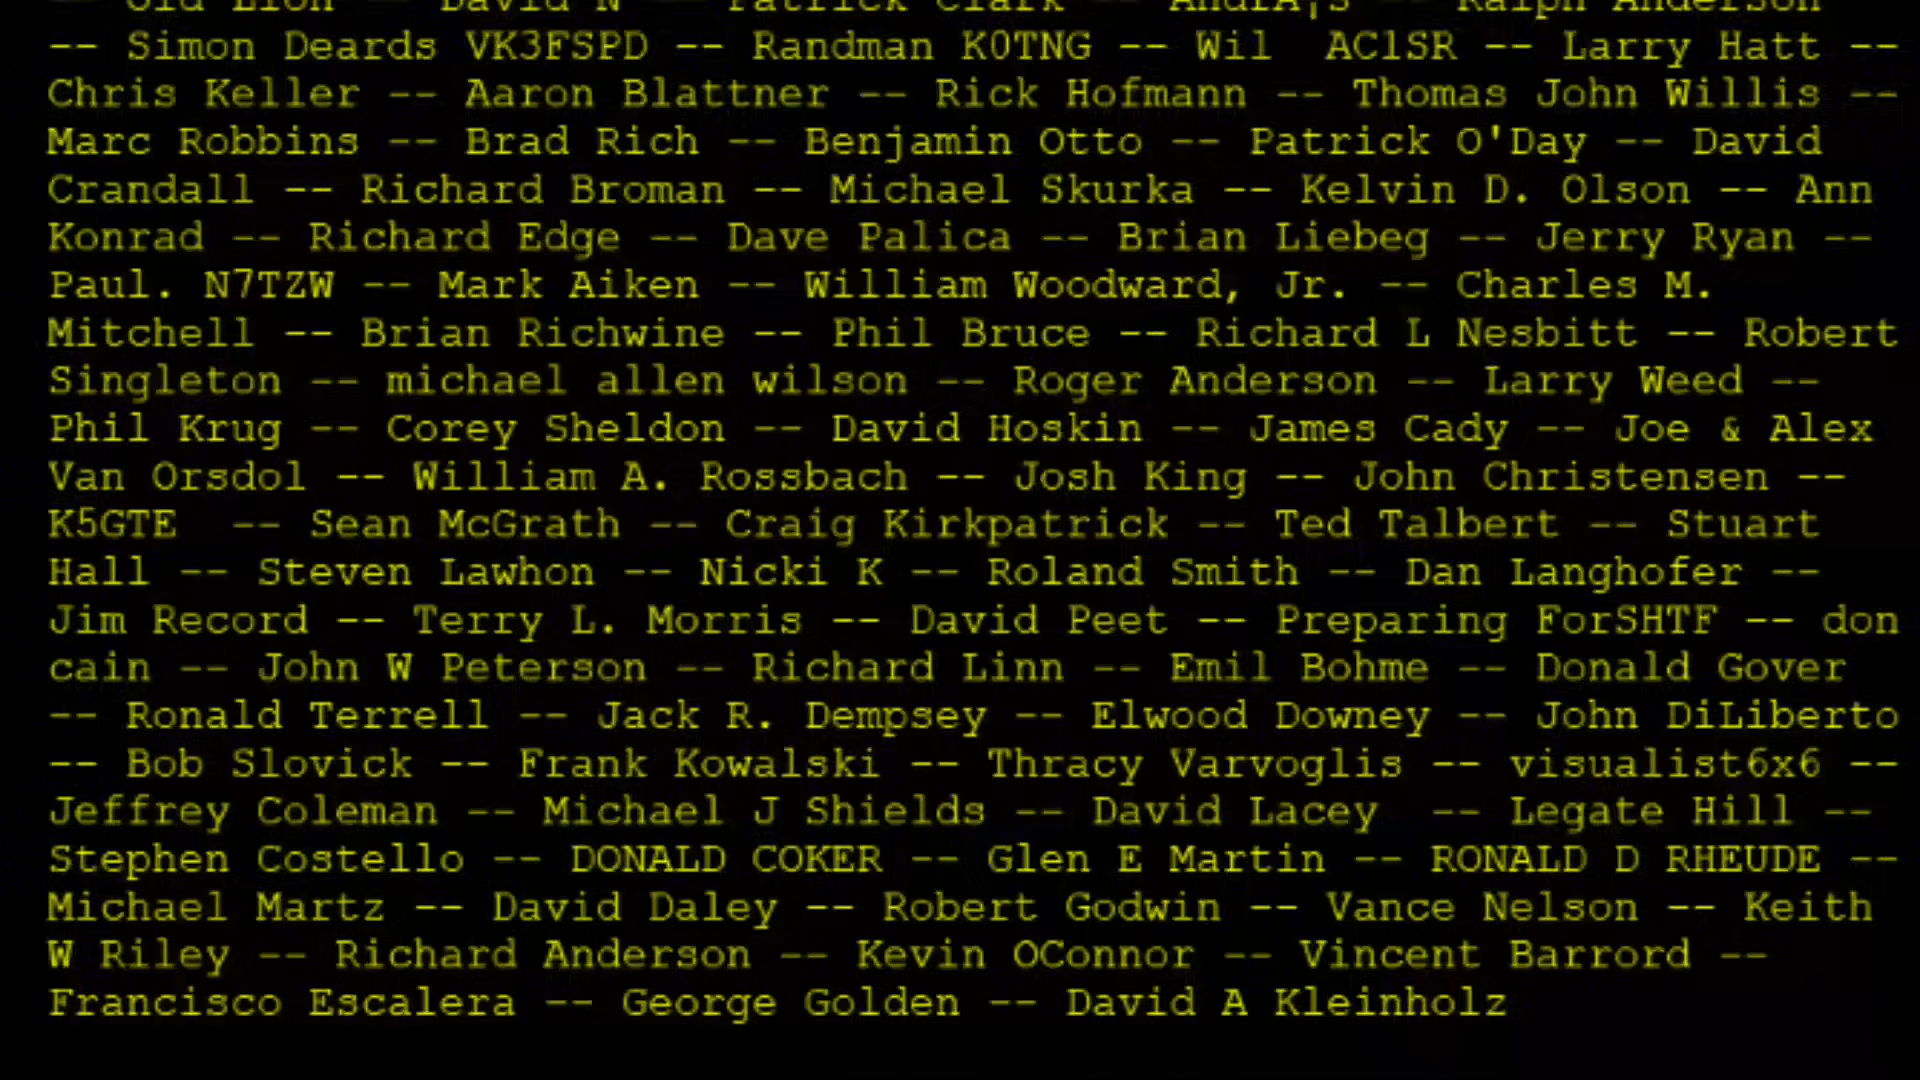 -- Old Lion -- David N -- Patrick Clark -- AndrÃ¡s -- Ralph Anderson
-- Simon Deards VK3FSPD -- Randman K0TNG -- Wil  AC1SR -- Larry Hatt --
Chris Keller -- Aaron Blattner -- Rick Hofmann -- Thomas John Willis --
Marc Robbins -- Brad Rich -- Benjamin Otto -- Patrick O'Day -- David
Crandall -- Richard Broman -- Michael Skurka -- Kelvin D. Olson -- Ann
Konrad -- Richard Edge -- Dave Palica -- Brian Liebeg -- Jerry Ryan --
Paul. N7TZW -- Mark Aiken -- William Woodward, Jr. -- Charles M.
Mitchell -- Brian Richwine -- Phil Bruce -- Richard L Nesbitt -- Robert
Singleton -- michael allen wilson -- Roger Anderson -- Larry Weed --
Phil Krug -- Corey Sheldon -- David Hoskin -- James Cady -- Joe & Alex
Van Orsdol -- William A. Rossbach -- Josh King -- John Christensen --
K5GTE  -- Sean McGrath -- Craig Kirkpatrick -- Ted Talbert -- Stuart
Hall -- Steven Lawhon -- Nicki K -- Roland Smith -- Dan Langhofer --
Jim Record -- Terry L. Morris -- David Peet -- Preparing ForSHTF -- don
cain -- John W Peterson -- Richard Linn -- Emil Bohme -- Donald Gover
-- Ronald Terrell -- Jack R. Dempsey -- Elwood Downey -- John DiLiberto
-- Bob Slovick -- Frank Kowalski -- Thracy Varvoglis -- visualist6x6 --
Jeffrey Coleman -- Michael J Shields -- David Lacey  -- Legate Hill --
Stephen Costello -- DONALD COKER -- Glen E Martin -- RONALD D RHEUDE --
Michael Martz -- David Daley -- Robert Godwin -- Vance Nelson -- Keith
W Riley -- Richard Anderson -- Kevin OConnor -- Vincent Barrord --
Francisco Escalera -- George Golden -- David A Kleinholz